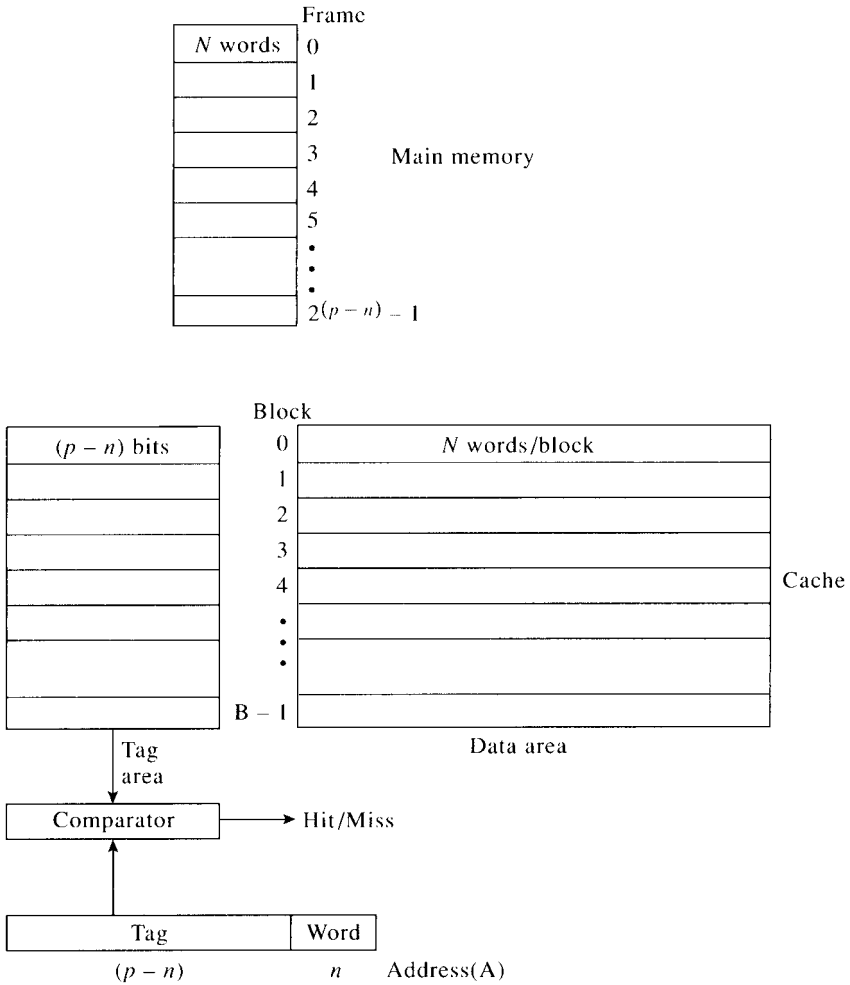 Frame
N words 0
1
2
3 Main memory
4
5
2^(p − n) − 1
Block
(p − n) bits 0 N words/block
1
2
3
4 Cache
B − 1
Tag area Data area
Comparator Hit/Miss
Tag Word
(p − n) n Address(A)